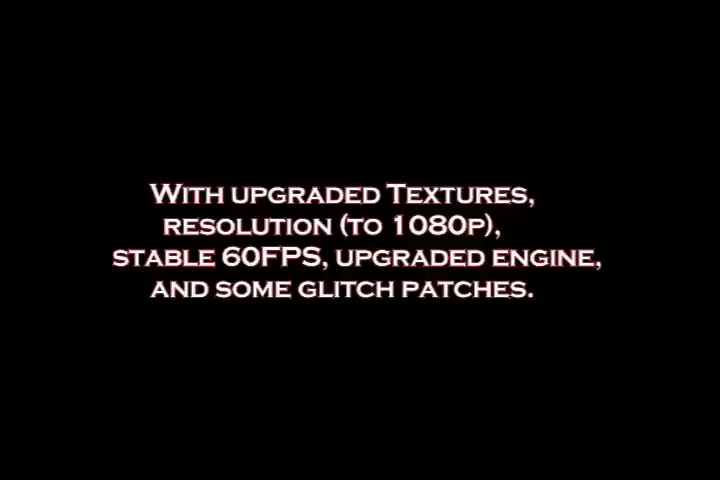 With upgraded Textures,
resolution (to 1080p),
stable 60FPS, upgraded engine,
and some glitch patches.